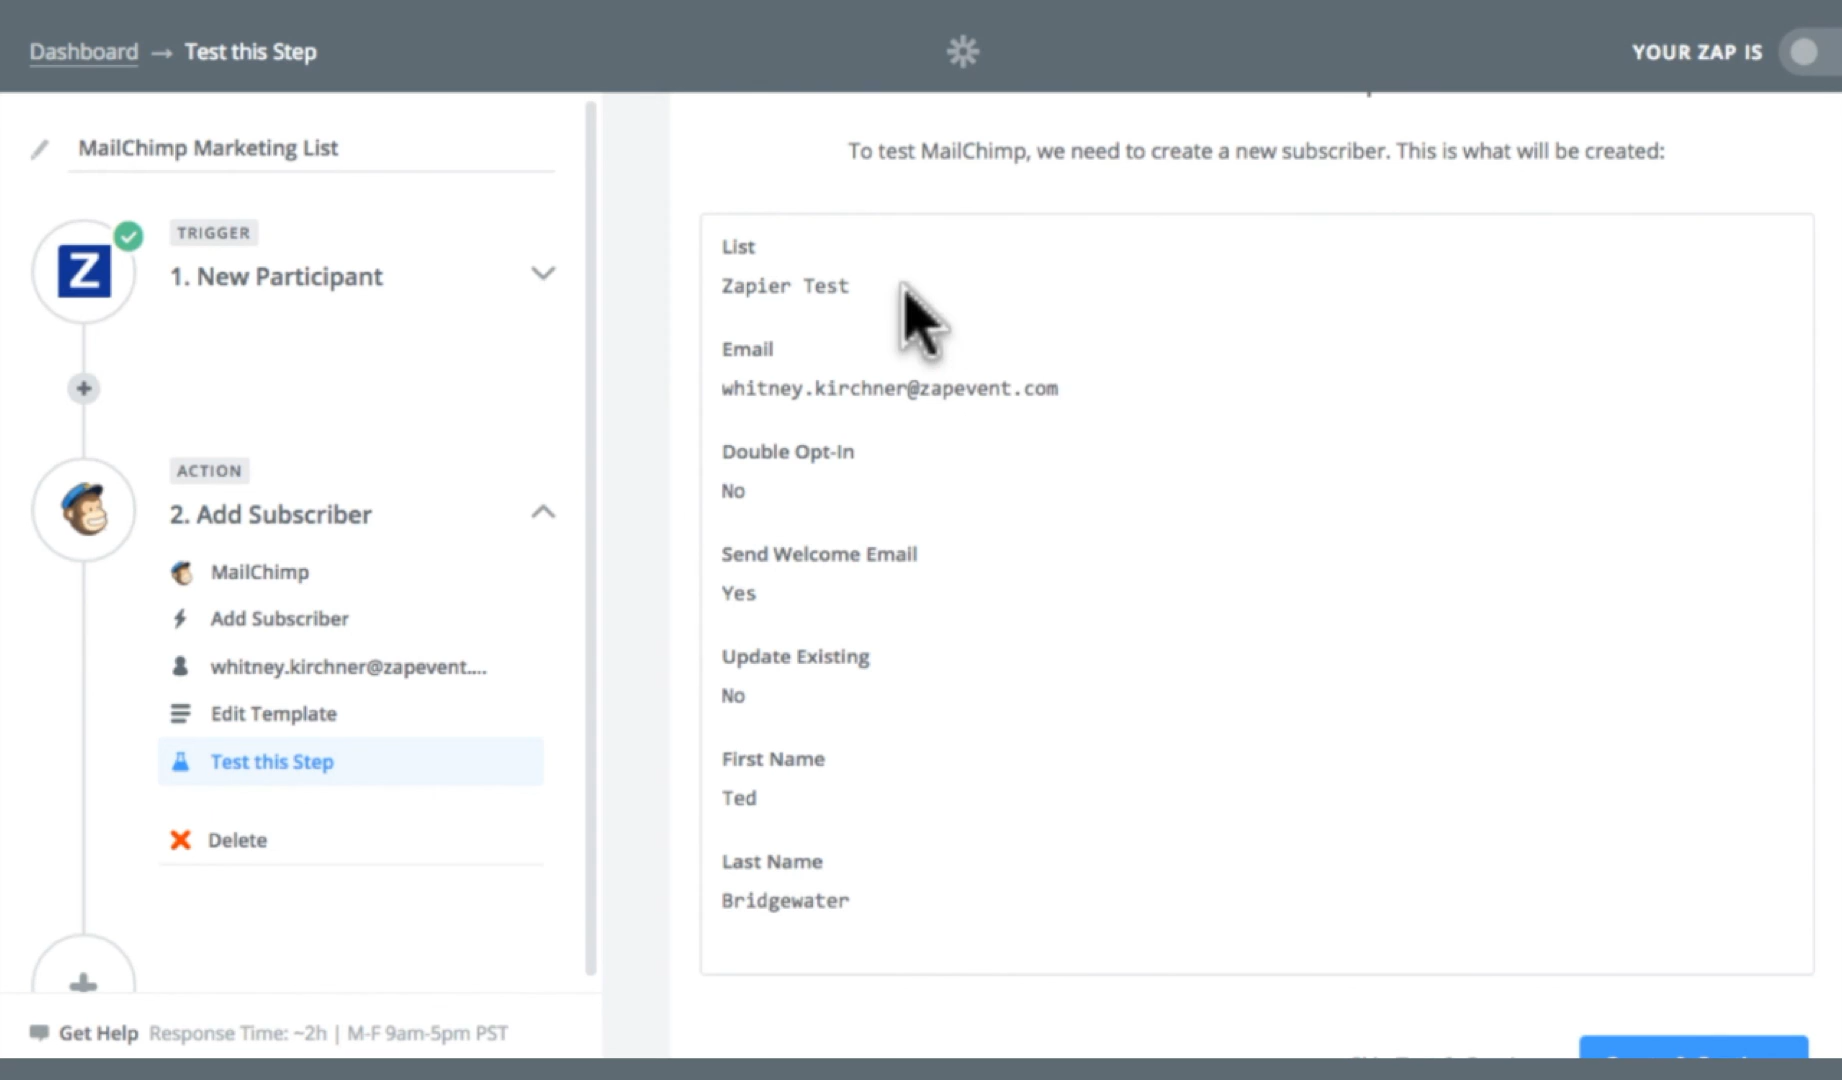 Dashboard → Test this Step
YOUR ZAP IS
MailChimp Marketing List
Z
TRIGGER
1. New Participant
ACTION
2. Add Subscriber
MailChimp
Add Subscriber
whitney.kirchner@zapevent....
Edit Template
Test this Step
Delete
Get Help Response Time: ~2h | M-F 9am-5pm PST
To test MailChimp, we need to create a new subscriber. This is what will be created:
List
Zapier Test
Email
whitney.kirchner@zapevent.com
Double Opt-In
No
Send Welcome Email
Yes
Update Existing
No
First Name
Ted
Last Name
Bridgewater